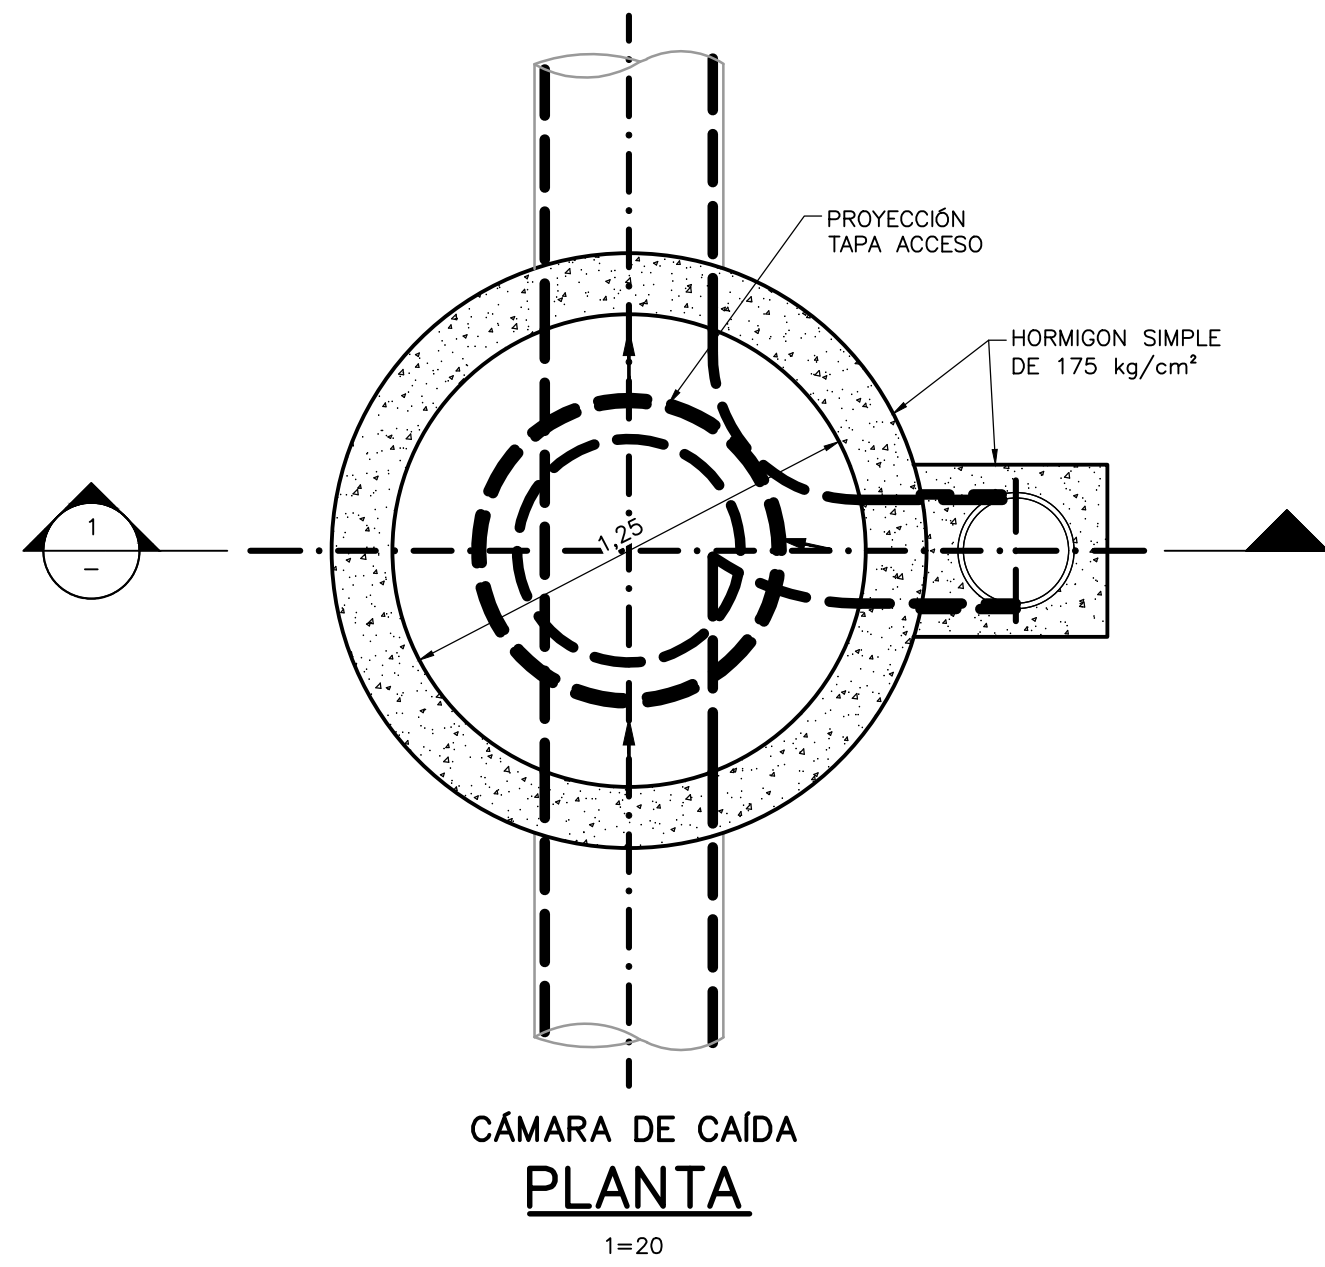 PROYECCIÓN
TAPA ACCESO
HORMIGON SIMPLE
DE 175 kg/cm²
1,25
1
–
CÁMARA DE CAÍDA
PLANTA
1=20